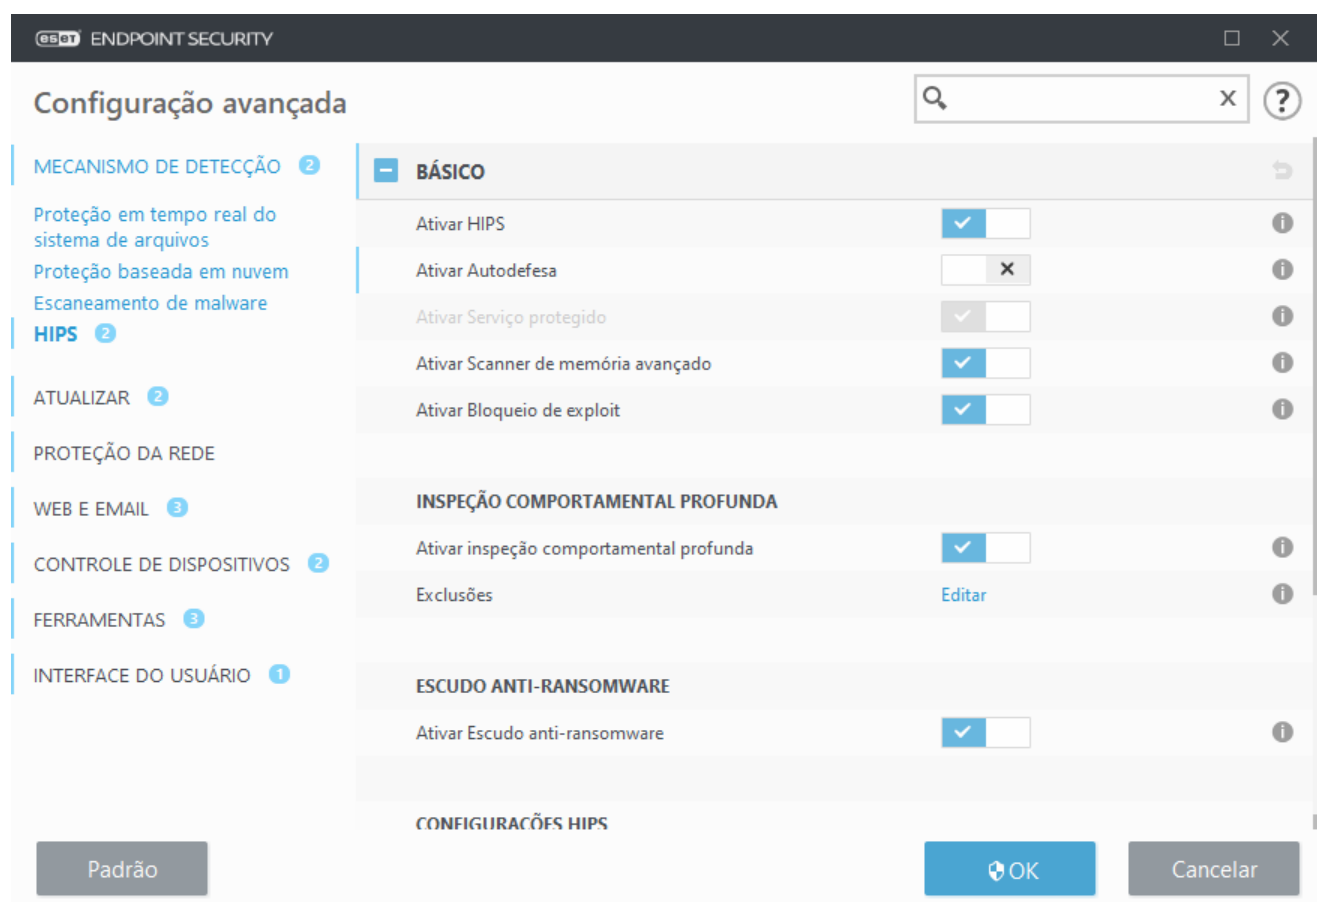 eset ENDPOINT SECURITY
Configuração avançada
x
?
MECANISMO DE DETECÇÃO 2
Proteção em tempo real do
sistema de arquivos
Proteção baseada em nuvem
Escaneamento de malware
HIPS 2
ATUALIZAR 2
PROTEÇÃO DA REDE
WEB E EMAIL 3
CONTROLE DE DISPOSITIVOS 2
FERRAMENTAS 3
INTERFACE DO USUÁRIO 1
BÁSICO
Ativar HIPS
Ativar Autodefesa
Ativar Serviço protegido
Ativar Scanner de memória avançado
Ativar Bloqueio de exploit
INSPEÇÃO COMPORTAMENTAL PROFUNDA
Ativar inspeção comportamental profunda
Exclusões Editar
ESCUDO ANTI-RANSOMWARE
Ativar Escudo anti-ransomware
CONFIGURAÇÕES HIPS
Padrão
OK
Cancelar